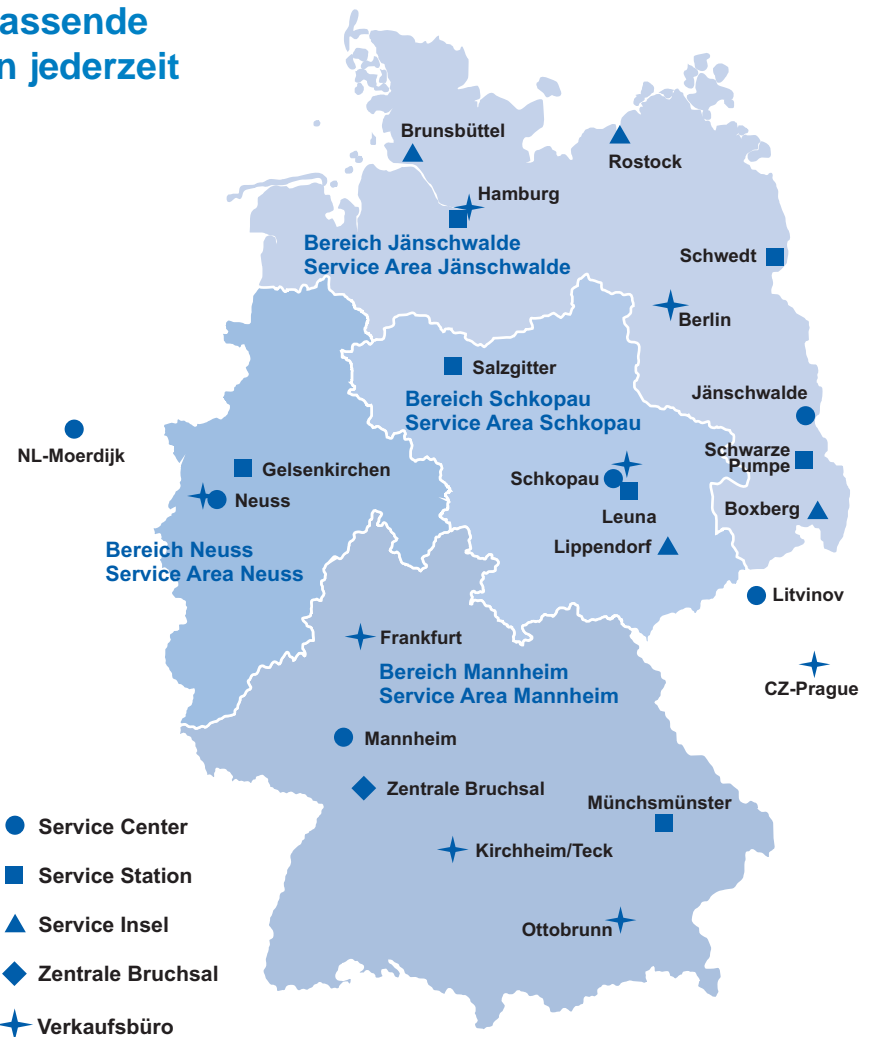 assende
n jederzeit
Brunsbüttel
Rostock
Hamburg
Bereich Jänschwalde
Service Area Jänschwalde
Schwedt
Berlin
Salzgitter
Jänschwalde
Bereich Schkopau
Service Area Schkopau
NL-Moerdijk
Gelsenkirchen
Schwarze
Pumpe
Schkopau
Neuss
Leuna
Boxberg
Bereich Neuss
Service Area Neuss
Lippendorf
Litvinov
Frankfurt
Bereich Mannheim
Service Area Mannheim
CZ-Prague
Mannheim
Zentrale Bruchsal
Münchsmünster
Kirchheim/Teck
Ottobrunn
Service Center
Service Station
Service Insel
Zentrale Bruchsal
Verkaufsbüro